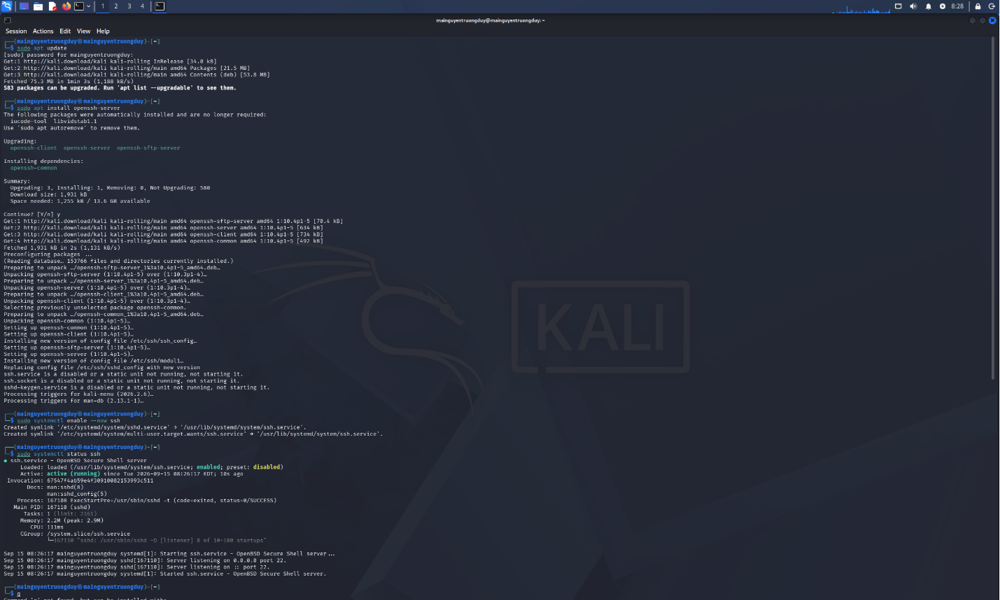 1 2 3 4
8:28
mainguyentruongduy@mainguyentruongduy: ~
Session Actions Edit View Help
┌──(mainguyentruongduy㉿mainguyentruongduy)-[~]
└─$ sudo apt update
[sudo] password for mainguyentruongduy:
Get:1 http://kali.download/kali kali-rolling InRelease [34.0 kB]
Get:2 http://kali.download/kali kali-rolling/main amd64 Packages [21.5 MB]
Get:3 http://kali.download/kali kali-rolling/main amd64 Contents (deb) [53.8 MB]
Fetched 75.3 MB in 1min 3s (1,188 kB/s)
583 packages can be upgraded. Run 'apt list --upgradable' to see them.
┌──(mainguyentruongduy㉿mainguyentruongduy)-[~]
└─$ sudo apt install openssh-server
The following packages were automatically installed and are no longer required:
iucode-tool libvidstab1.1
Use 'sudo apt autoremove' to remove them.
Upgrading:
openssh-client openssh-server openssh-sftp-server
Installing dependencies:
openssh-common
Summary:
Upgrading: 3, Installing: 1, Removing: 0, Not Upgrading: 580
Download size: 1,931 kB
Space needed: 1,255 kB / 13.6 GB available
Continue? [Y/n] y
Get:1 http://kali.download/kali kali-rolling/main amd64 openssh-sftp-server amd64 1:10.4p1-5 [70.4 kB]
Get:2 http://kali.download/kali kali-rolling/main amd64 openssh-server amd64 1:10.4p1-5 [634 kB]
Get:3 http://kali.download/kali kali-rolling/main amd64 openssh-client amd64 1:10.4p1-5 [734 kB]
Get:4 http://kali.download/kali kali-rolling/main amd64 openssh-common amd64 1:10.4p1-5 [492 kB]
Fetched 1,931 kB in 2s (1,131 kB/s)
Preconfiguring packages ...
(Reading database… 153766 files and directories currently installed.)
Preparing to unpack …/openssh-sftp-server_1%3a10.4p1-5_amd64.deb…
Unpacking openssh-sftp-server (1:10.4p1-5) over (1:10.3p1-4)…
Preparing to unpack …/openssh-server_1%3a10.4p1-5_amd64.deb…
Unpacking openssh-server (1:10.4p1-5) over (1:10.3p1-4)…
Preparing to unpack …/openssh-client_1%3a10.4p1-5_amd64.deb…
Unpacking openssh-client (1:10.4p1-5) over (1:10.3p1-4)…
Selecting previously unselected package openssh-common.
Preparing to unpack …/openssh-common_1%3a10.4p1-5_amd64.deb…
Unpacking openssh-common (1:10.4p1-5)…
Setting up openssh-common (1:10.4p1-5)…
Setting up openssh-client (1:10.4p1-5)…
Installing new version of config file /etc/ssh/ssh_config…
Setting up openssh-sftp-server (1:10.4p1-5)…
Setting up openssh-server (1:10.4p1-5)…
Installing new version of config file /etc/ssh/moduli…
Replacing config file /etc/ssh/sshd_config with new version
ssh.service is a disabled or a static unit not running, not starting it.
ssh.socket is a disabled or a static unit not running, not starting it.
sshd-keygen.service is a disabled or a static unit not running, not starting it.
Processing triggers for kali-menu (2026.2.6)…
Processing triggers for man-db (2.13.1-1)…
KALI
┌──(mainguyentruongduy㉿mainguyentruongduy)-[~]
└─$ sudo systemctl enable --now ssh
Created symlink '/etc/systemd/system/sshd.service' → '/usr/lib/systemd/system/ssh.service'.
Created symlink '/etc/systemd/system/multi-user.target.wants/ssh.service' → '/usr/lib/systemd/system/ssh.service'.
┌──(mainguyentruongduy㉿mainguyentruongduy)-[~]
└─$ sudo systemctl status ssh
● ssh.service - OpenBSD Secure Shell server
Loaded: loaded (/usr/lib/systemd/system/ssh.service; enabled; preset: disabled)
Active: active (running) since Tue 2026-09-15 08:26:17 EDT; 10s ago
Invocation: 67547f4ab59e4f30910082153993c511
Docs: man:sshd(8)
man:sshd_config(5)
Process: 167108 ExecStartPre=/usr/sbin/sshd -t (code=exited, status=0/SUCCESS)
Main PID: 167110 (sshd)
Tasks: 1 (limit: 2161)
Memory: 2.2M (peak: 2.9M)
CPU: 111ms
CGroup: /system.slice/ssh.service
└─167110 "sshd: /usr/sbin/sshd -D [listener] 0 of 10-100 startups"
Sep 15 08:26:17 mainguyentruongduy systemd[1]: Starting ssh.service - OpenBSD Secure Shell server...
Sep 15 08:26:17 mainguyentruongduy sshd[167110]: Server listening on 0.0.0.0 port 22.
Sep 15 08:26:17 mainguyentruongduy sshd[167110]: Server listening on :: port 22.
Sep 15 08:26:17 mainguyentruongduy systemd[1]: Started ssh.service - OpenBSD Secure Shell server.
┌──(mainguyentruongduy㉿mainguyentruongduy)-[~]
└─$ q